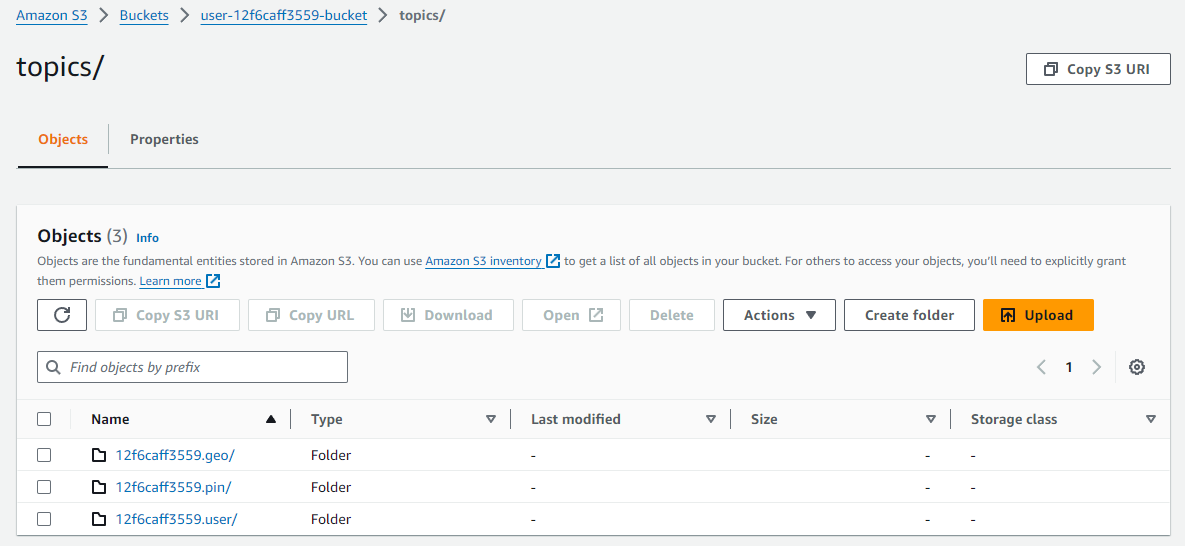 Amazon S3 > Buckets > user-12f6caff3559-bucket > topics/
topics/
Copy S3 URI
Objects
Properties
Objects (3) Info
Objects are the fundamental entities stored in Amazon S3. You can use Amazon S3 inventory to get a list of all objects in your bucket. For others to access your objects, you'll need to explicitly grant
them permissions. Learn more
Copy S3 URI Copy URL Download Open Delete Actions Create folder Upload
Find objects by prefix
1
Name Type Last modified Size Storage class
12f6caff3559.geo/ Folder - - -
12f6caff3559.pin/ Folder - - -
12f6caff3559.user/ Folder - - -